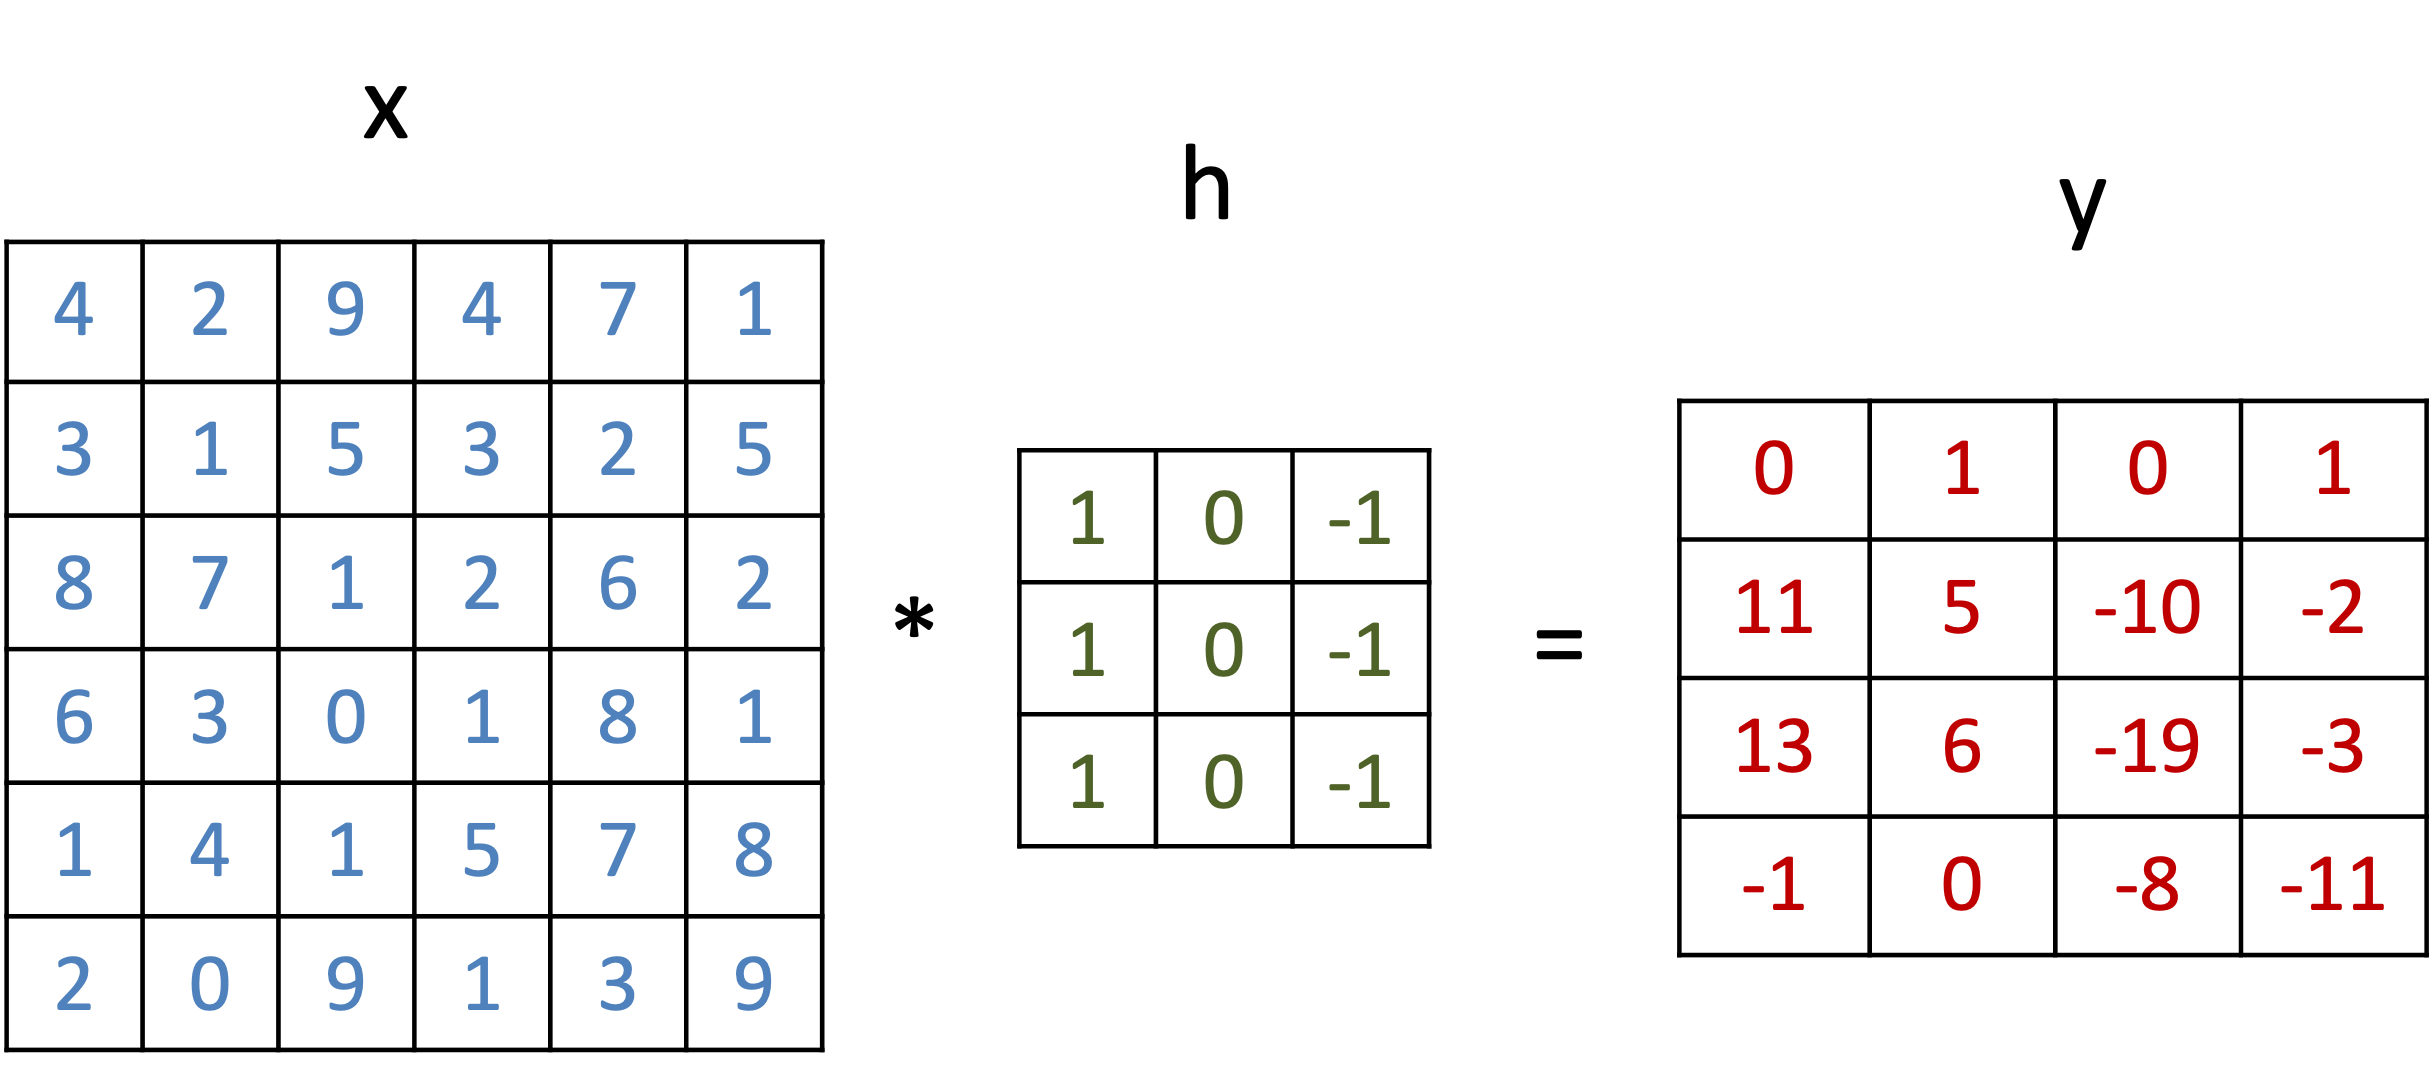 x
h
y
4 2 9 4 7 1
3 1 5 3 2 5
8 7 1 2 6 2
6 3 0 1 8 1
1 4 1 5 7 8
2 0 9 1 3 9
*
1 0 -1
1 0 -1
1 0 -1
=
0 1 0 1
11 5 -10 -2
13 6 -19 -3
-1 0 -8 -11